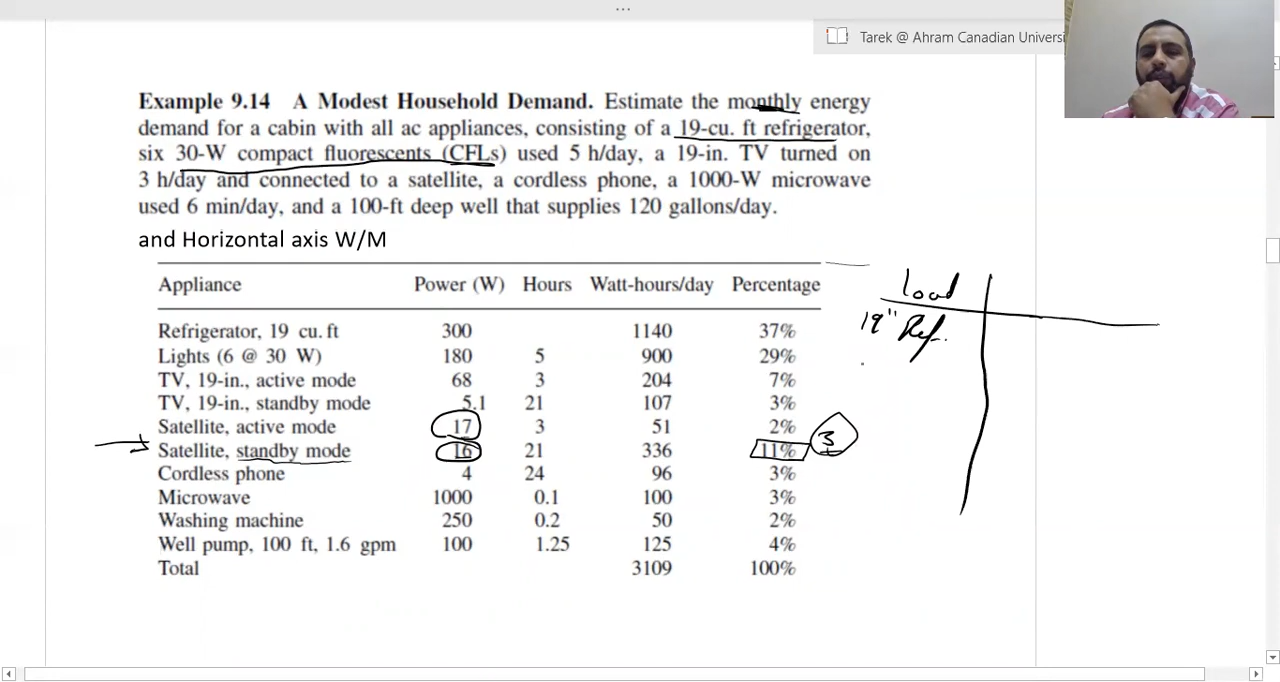 ...
Tarek @ Ahram Canadian Universi
Example 9.14 A Modest Household Demand. Estimate the monthly energy
demand for a cabin with all ac appliances, consisting of a 19-cu. ft refrigerator,
six 30-W compact fluorescents (CFLs) used 5 h/day, a 19-in. TV turned on
3 h/day and connected to a satellite, a cordless phone, a 1000-W microwave
used 6 min/day, and a 100-ft deep well that supplies 120 gallons/day.
and Horizontal axis W/M
Appliance Power (W) Hours Watt-hours/day Percentage
Refrigerator, 19 cu. ft 300 1140 37%
Lights (6 @ 30 W) 180 5 900 29%
TV, 19-in., active mode 68 3 204 7%
TV, 19-in., standby mode 5.1 21 107 3%
Satellite, active mode 17 3 51 2%
Satellite, standby mode 16 21 336 11% 3
Cordless phone 4 24 96 3%
Microwave 1000 0.1 100 3%
Washing machine 250 0.2 50 2%
Well pump, 100 ft, 1.6 gpm 100 1.25 125 4%
Total 3109 100%
load
19" Ref.